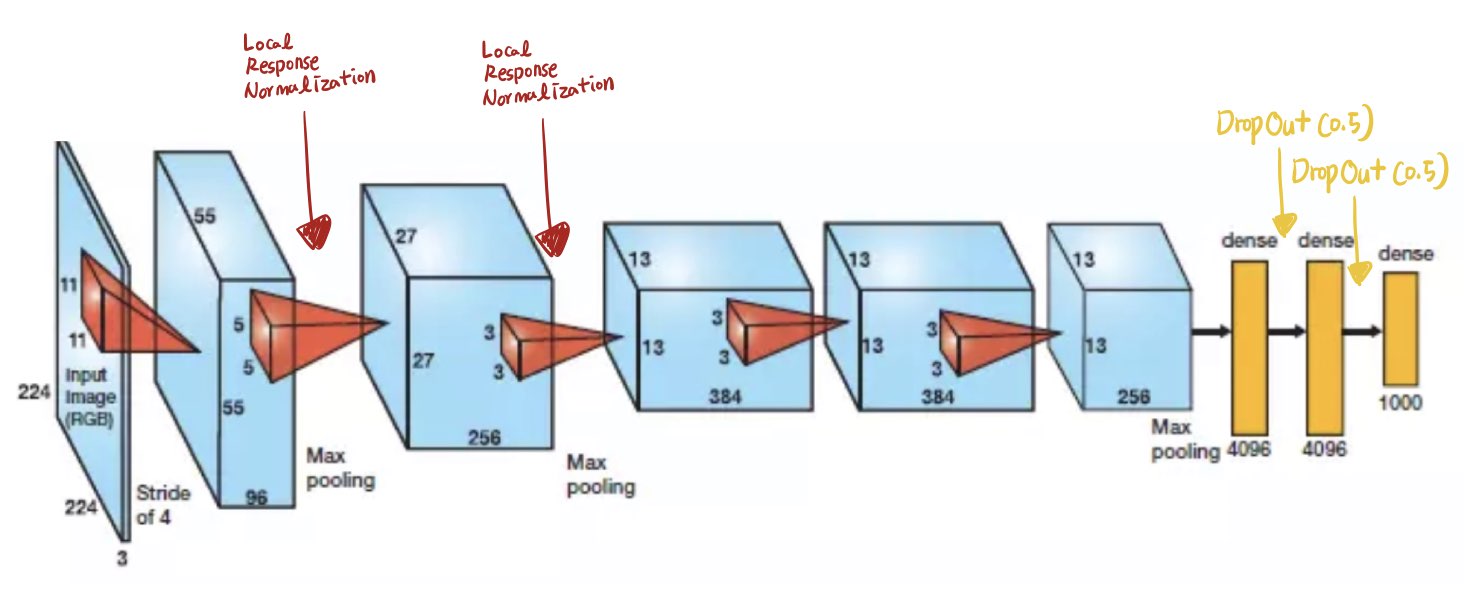 Local
Response
Normalization
Local
Response
Normalization
DropOut (0.5)
DropOut (0.5)
11
11
224
Input
Image
(RGB)
224
3
Stride
of 4
55
5
5
55
96
Max
pooling
27
3
3
27
256
Max
pooling
13
3
3
13
384
13
3
3
13
384
13
13
256
Max
pooling
dense
4096
dense
4096
dense
1000